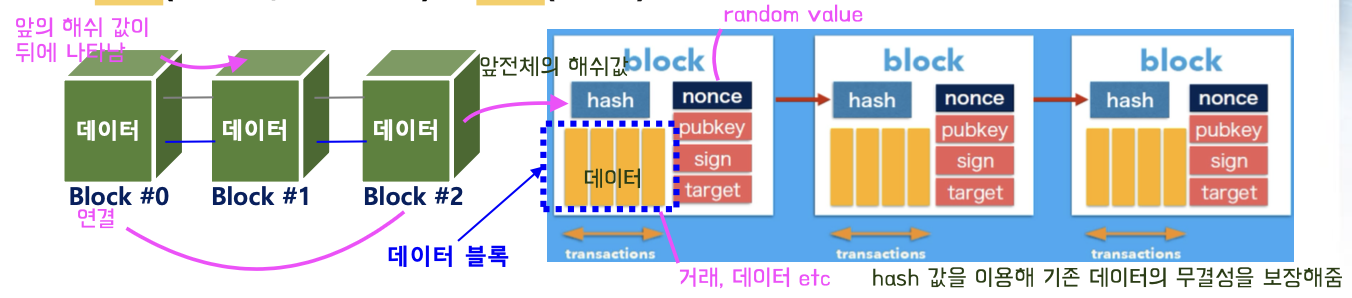 random value
앞의 해쉬 값이
뒤에 나타남
앞전체의 해쉬값
block
block
block
hash
nonce
pubkey
sign
target
hash
nonce
pubkey
sign
target
hash
nonce
pubkey
sign
target
데이터
데이터
데이터
데이터
Block #0
Block #1
Block #2
연결
데이터 블록
transactions
transactions
transactions
거래, 데이터 etc
hash 값을 이용해 기존 데이터의 무결성을 보장해줌